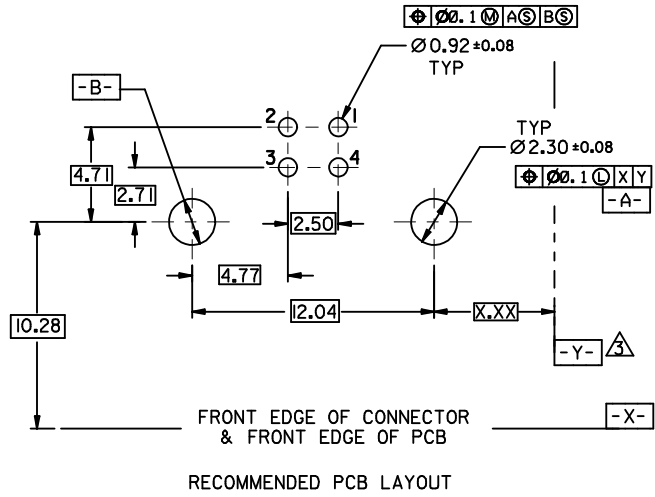 ⌖ Ø0.1 Ⓜ A Ⓢ B Ⓢ
Ø 0.92 ±0.08
TYP
-B-
2 1
3 4
TYP
Ø 2.30 ±0.08
⌖ Ø0.1 Ⓛ X Y
-A-
4.71
2.71
2.50
4.77
12.04
X.XX
10.28
-Y- 3
-X-
FRONT EDGE OF CONNECTOR
& FRONT EDGE OF PCB
RECOMMENDED PCB LAYOUT